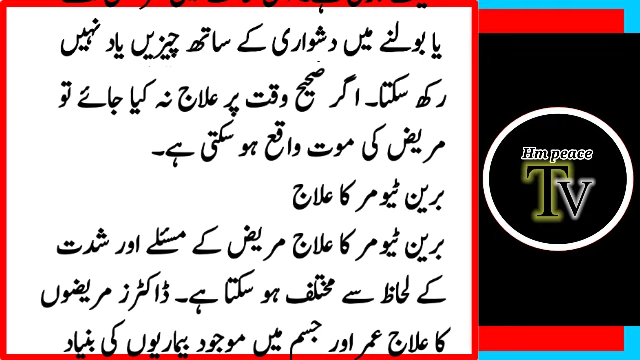 یا بولنے میں دشواری کے ساتھ چیزیں یاد نہیں
رکھ سکتا۔ اگر صحیح وقت پر علاج نہ کیا جائے تو
مریض کی موت واقع ہو سکتی ہے۔
برین ٹیومر کا علاج
برین ٹیومر کا علاج مریض کے مسئلے اور شدت
کے لحاظ سے مختلف ہو سکتا ہے۔ ڈاکٹرز مریضوں
کا علاج عمر اور جسم میں موجود بیماریوں کی بنیاد
Hm peace
TV